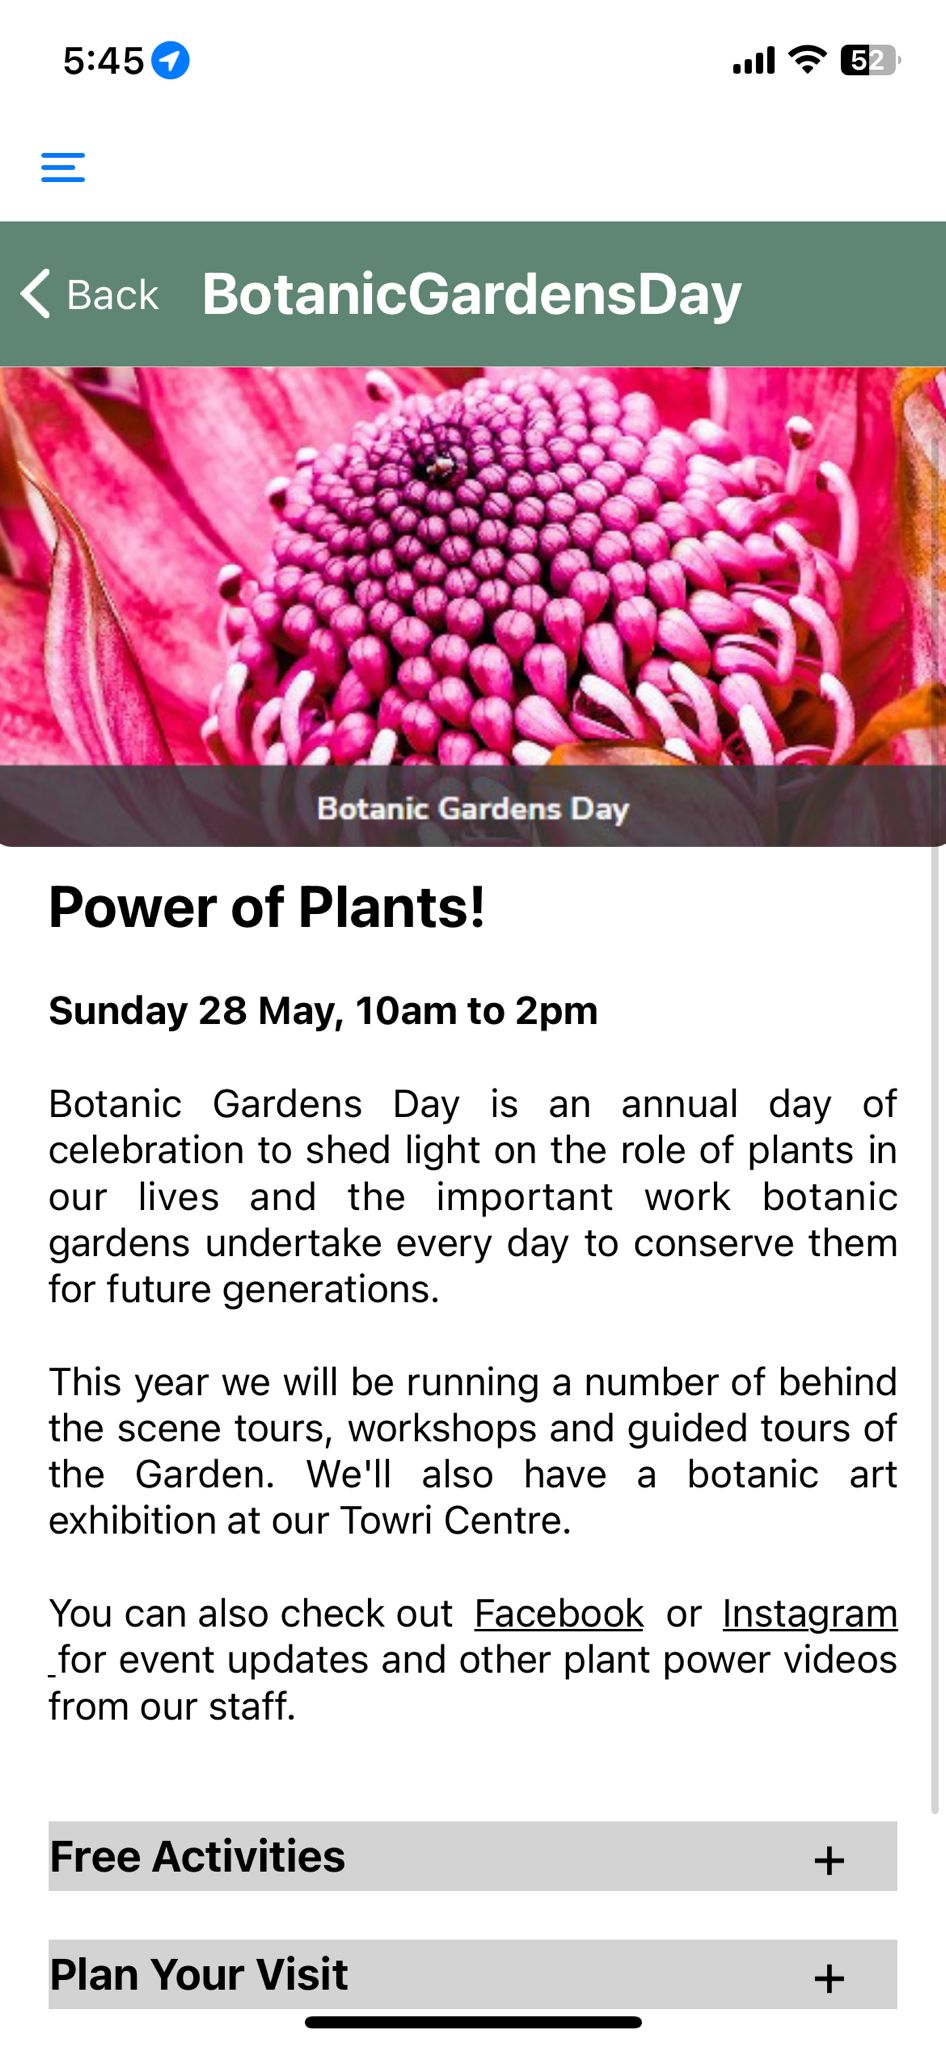 5:45
52
Back BotanicGardensDay
Botanic Gardens Day
Power of Plants!
Sunday 28 May, 10am to 2pm
Botanic Gardens Day is an annual day of
celebration to shed light on the role of plants in
our lives and the important work botanic
gardens undertake every day to conserve them
for future generations.
This year we will be running a number of behind
the scene tours, workshops and guided tours of
the Garden. We'll also have a botanic art
exhibition at our Towri Centre.
You can also check out Facebook or Instagram
for event updates and other plant power videos
from our staff.
Free Activities +
Plan Your Visit +